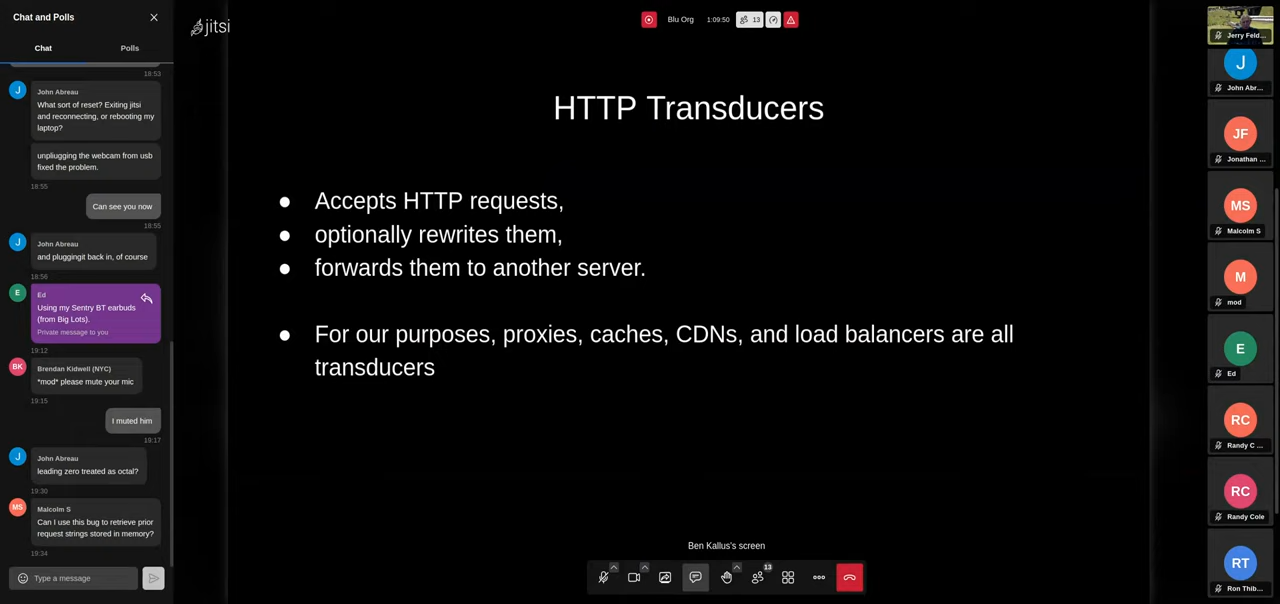 Chat and Polls
Chat
Polls
18:53
John Abreau
What sort of reset? Exiting jitsi
and reconnecting, or rebooting my
laptop?
unpliugging the webcam from usb
fixed the problem.
18:55
Can see you now
18:55
John Abreau
and pluggingit back in, of course
18:56
Ed
Using my Sentry BT earbuds
(from Big Lots).
Private message to you
19:12
Brendan Kidwell (NYC)
*mod* please mute your mic
19:15
I muted him
19:17
John Abreau
leading zero treated as octal?
19:30
Malcolm S
Can I use this bug to retrieve prior
request strings stored in memory?
19:34
Type a message
jitsi
Blu Org
1:09:50
13
HTTP Transducers
● Accepts HTTP requests,
● optionally rewrites them,
● forwards them to another server.
● For our purposes, proxies, caches, CDNs, and load balancers are all
transducers
Ben Kallus's screen
13
Jerry Feld...
J
John Abr...
JF
Jonathan ...
MS
Malcolm S
M
mod
E
Ed
RC
Randy C ...
RC
Randy Cole
RT
Ron Thib...
J
J
E
BK
J
MS